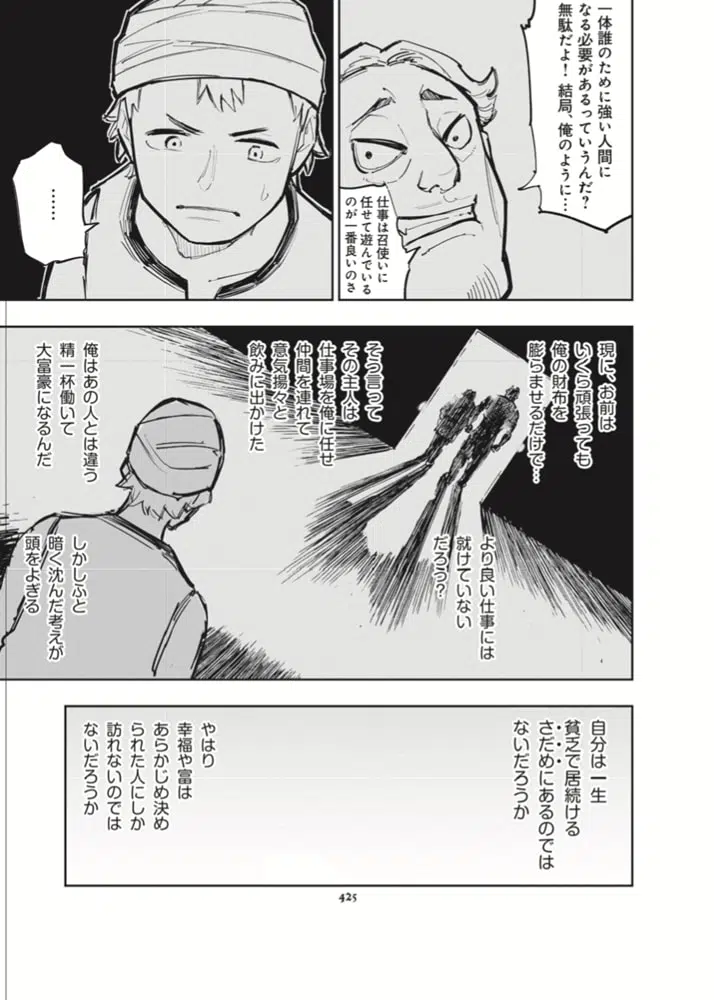 一体誰のために強い人間に
なる必要があるっていうんだ?
無駄だよ! 結局、俺のように…
仕事は召使いに
任せて遊んでいる
のが一番良いのさ
……
現に、お前は
いくら頑張っても
俺の財布を
膨らませるだけで…
より良い仕事には
就けていない
だろう?
そう言って
その主人は
仕事場を俺に任せ
仲間を連れて
意気揚々と
飲みに出かけた
俺はあの人とは違う
精一杯働いて
大富豪になるんだ
しかしふと
暗く沈んだ考えが
頭をよぎる
自分は一生
貧乏で居続ける
さだめにあるのでは
ないだろうか
やはり
幸福や富は
あらかじめ決め
られた人にしか
訪れないのでは
ないだろうか
425